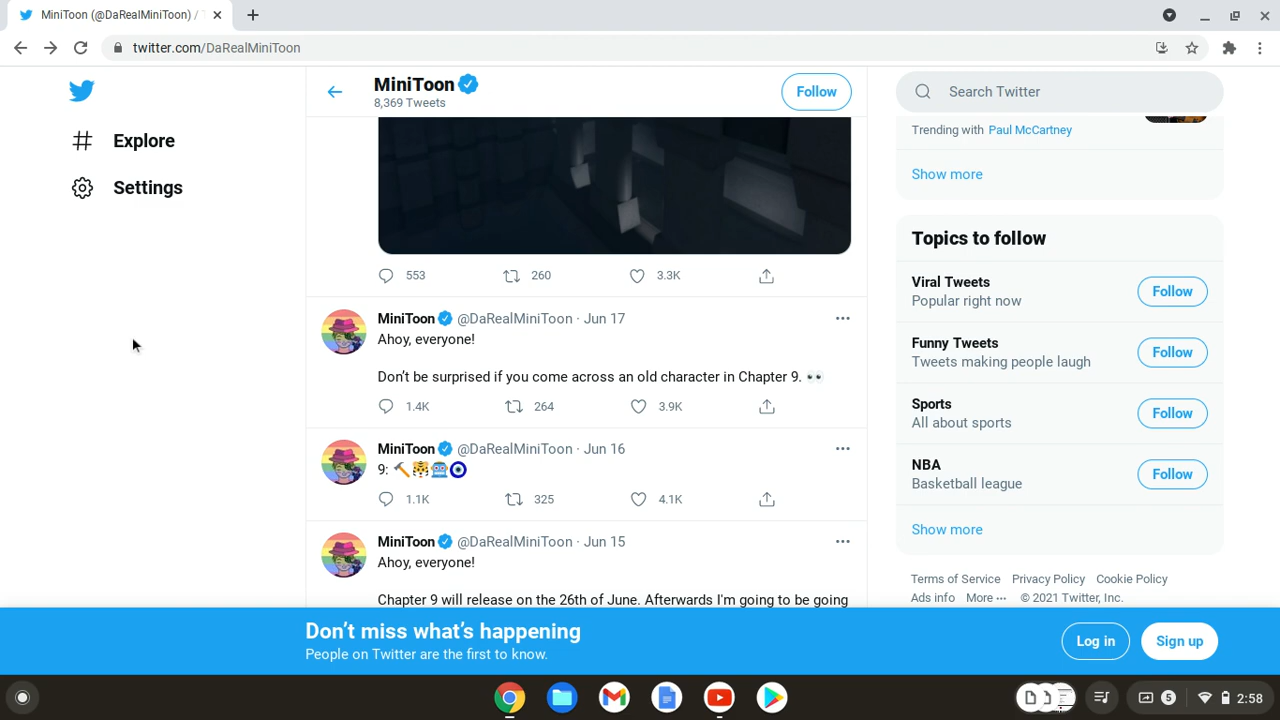 MiniToon (@DaRealMiniToon) / T
twitter.com/DaRealMiniToon
MiniToon
8,369 Tweets
Follow
Search Twitter
Explore
Settings
Trending with Paul McCartney
Show more
553 260 3.3K
MiniToon @DaRealMiniToon · Jun 17
Ahoy, everyone!
Don't be surprised if you come across an old character in Chapter 9. 👀
1.4K 264 3.9K
MiniToon @DaRealMiniToon · Jun 16
9: 🔨🐯🤖🧿
1.1K 325 4.1K
MiniToon @DaRealMiniToon · Jun 15
Ahoy, everyone!
Chapter 9 will release on the 26th of June. Afterwards I'm going to be going
Topics to follow
Viral Tweets
Popular right now
Follow
Funny Tweets
Tweets making people laugh
Follow
Sports
All about sports
Follow
NBA
Basketball league
Follow
Show more
Terms of Service Privacy Policy Cookie Policy
Ads info More ··· © 2021 Twitter, Inc.
Don't miss what's happening
People on Twitter are the first to know.
Log in
Sign up
5
2:58